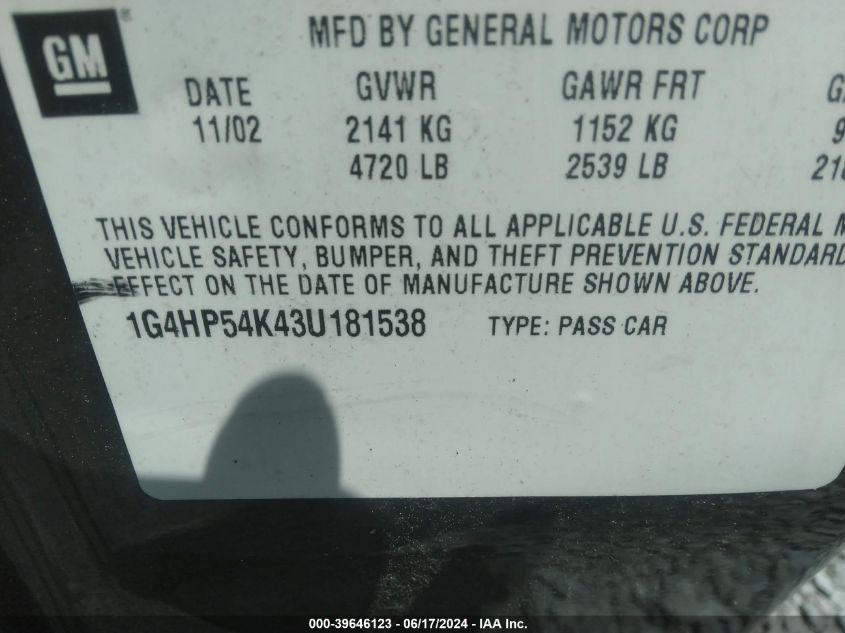 GM
MFD BY GENERAL MOTORS CORP
DATE GVWR GAWR FRT
11/02 2141 KG 1152 KG
4720 LB 2539 LB
THIS VEHICLE CONFORMS TO ALL APPLICABLE U.S. FEDERAL
VEHICLE SAFETY, BUMPER, AND THEFT PREVENTION STANDARD
EFFECT ON THE DATE OF MANUFACTURE SHOWN ABOVE.
1G4HP54K43U181538 TYPE: PASS CAR
000-39646123 - 06/17/2024 - IAA Inc.